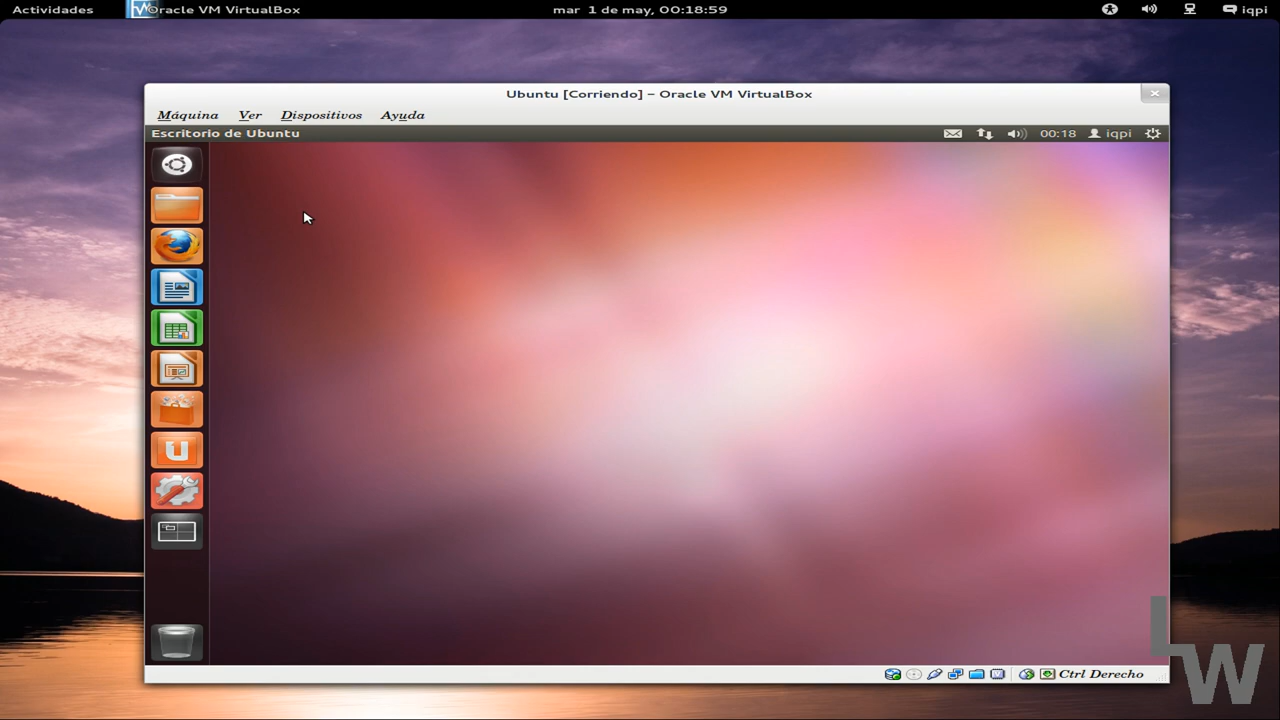 Actividades Oracle VM VirtualBox mar 1 de may, 00:18:59 iqpi
Ubuntu [Corriendo] – Oracle VM VirtualBox
Máquina Ver Dispositivos Ayuda
Escritorio de Ubuntu 00:18 iqpi
Ctrl Derecho
LW